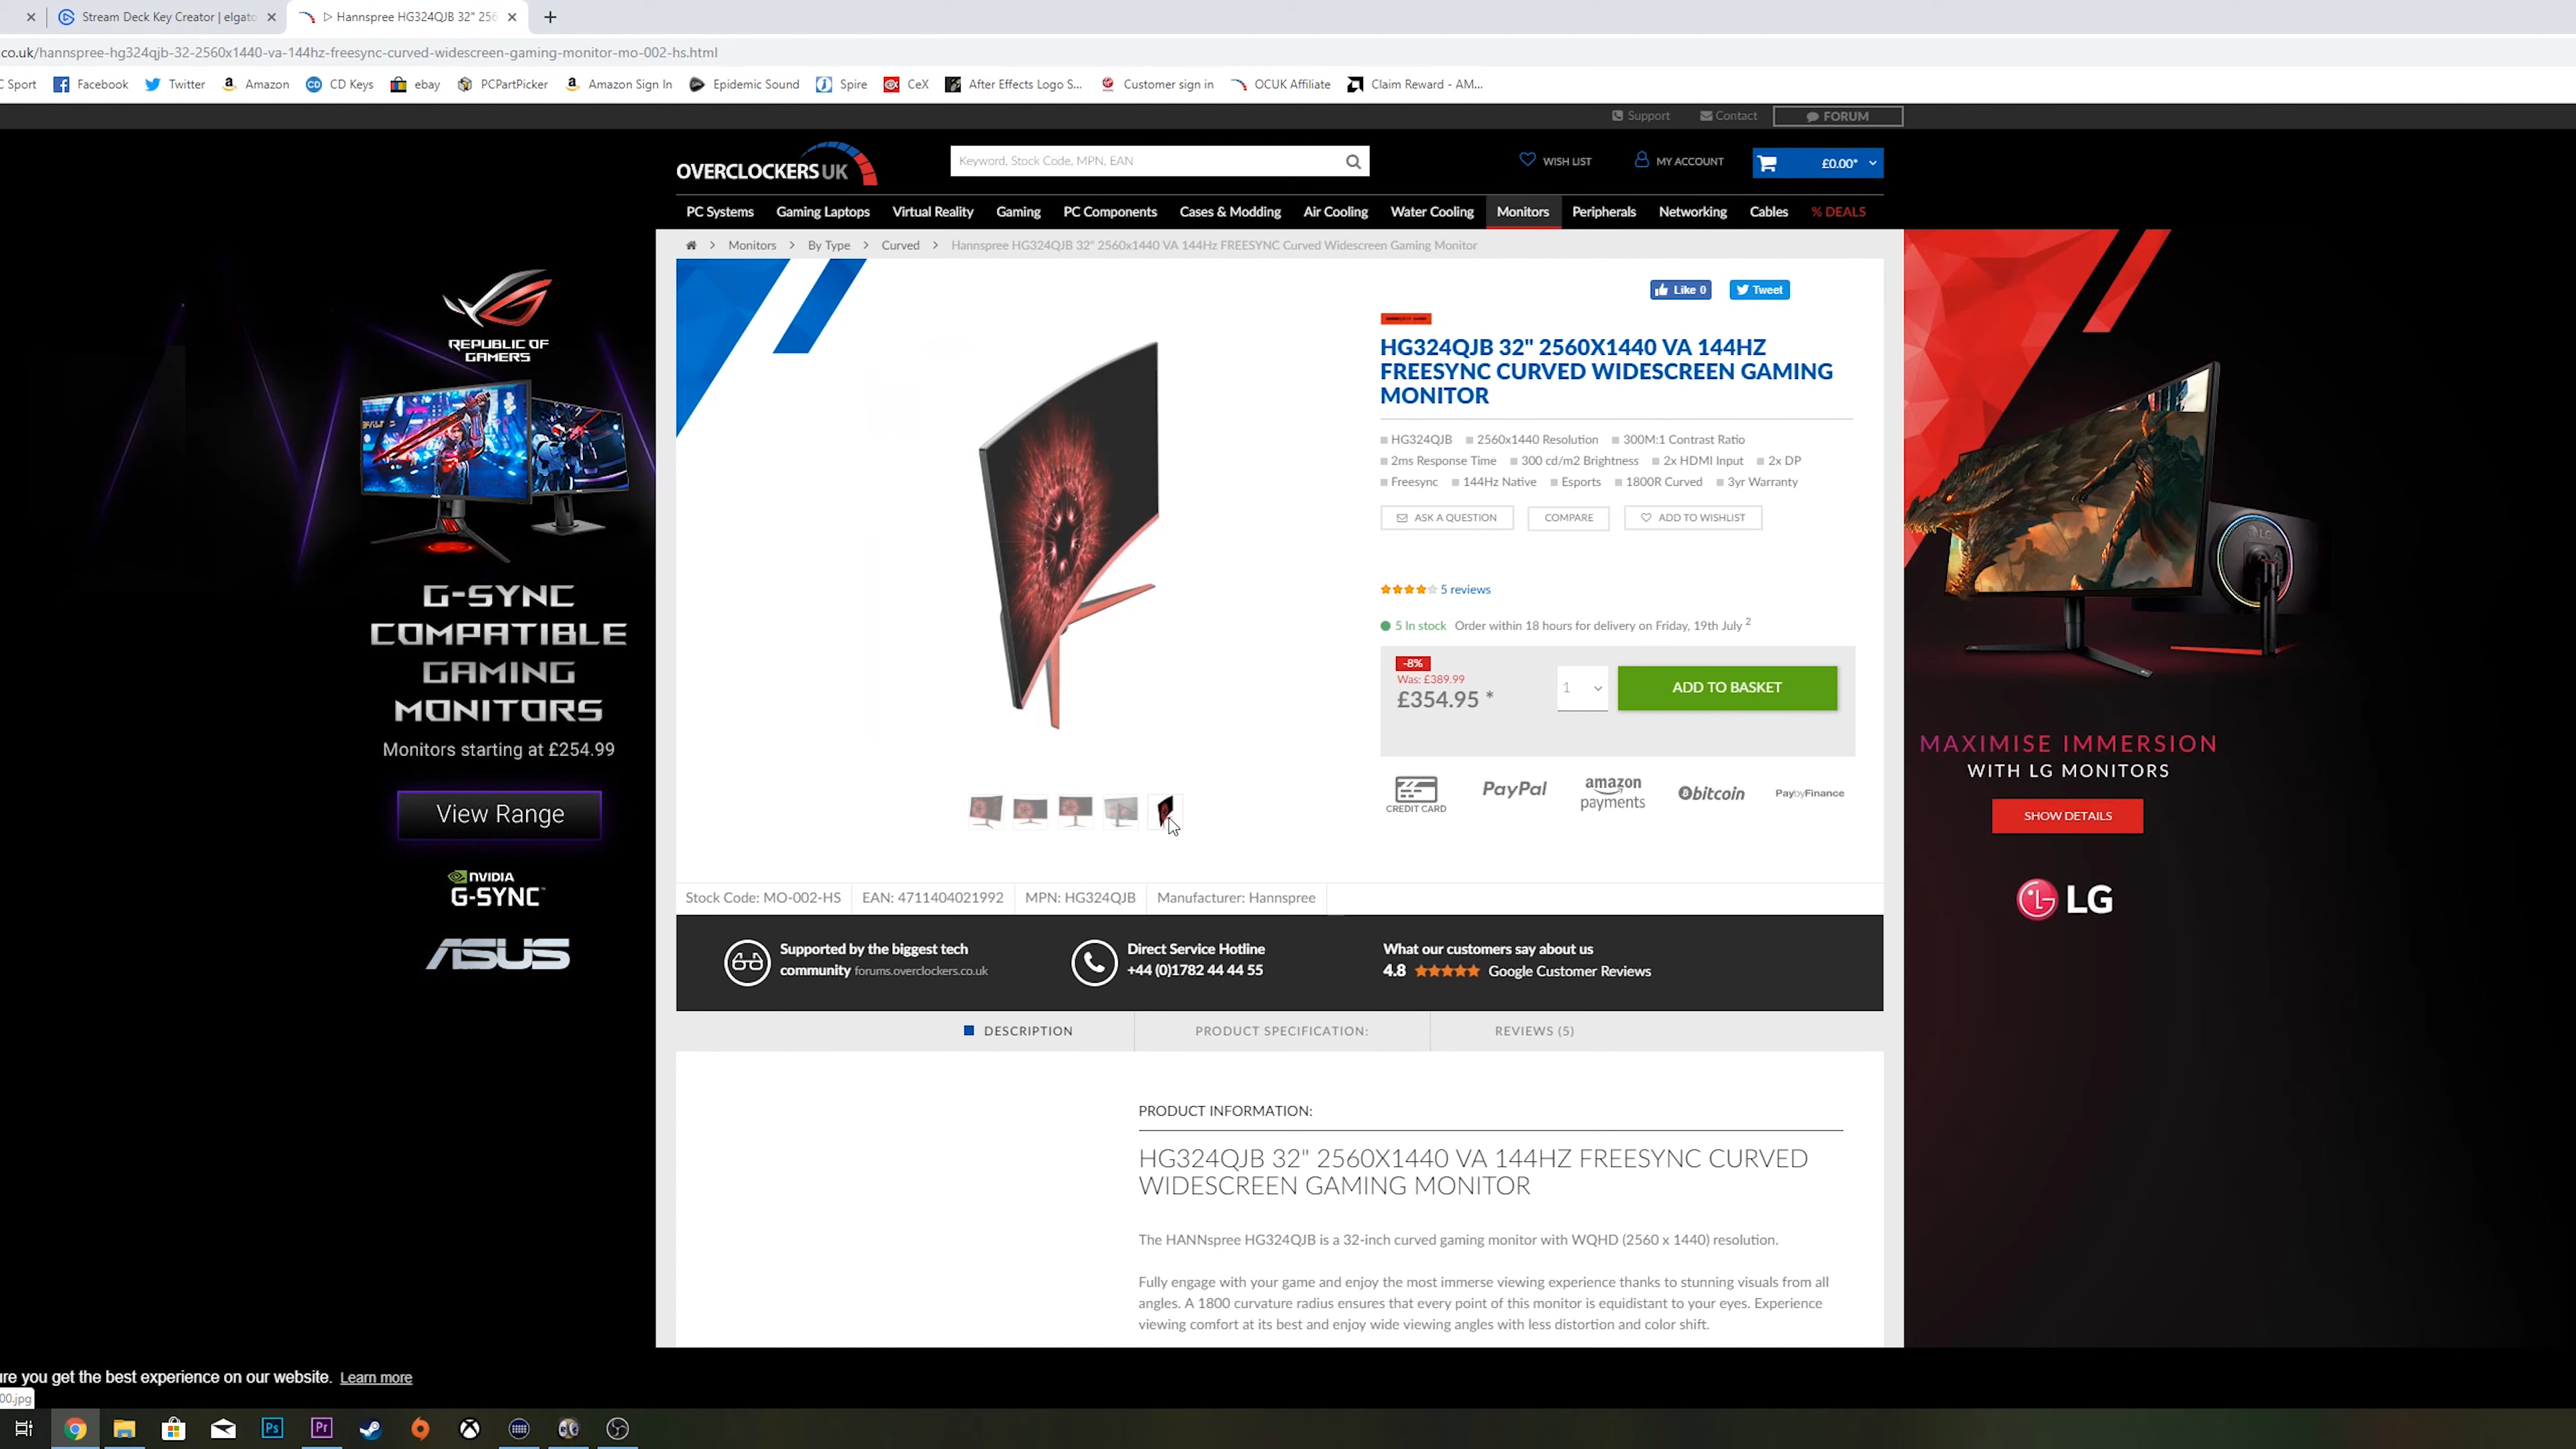 Stream Deck Key Creator | elgato
Hannspree HG324QJB 32" 256
co.uk/hannspree-hg324qjb-32-2560x1440-va-144hz-freesync-curved-widescreen-gaming-monitor-mo-002-hs.html
C Sport Facebook Twitter Amazon CD Keys ebay PCPartPicker Amazon Sign In Epidemic Sound Spire CeX After Effects Logo S... Customer sign in OCUK Affiliate Claim Reward - AM...
Support Contact FORUM
OVERCLOCKERS UK
Keyword, Stock Code, MPN, EAN
WISH LIST MY ACCOUNT £0.00*
PC Systems Gaming Laptops Virtual Reality Gaming PC Components Cases & Modding Air Cooling Water Cooling Monitors Peripherals Networking Cables % DEALS
Monitors > By Type > Curved > Hannspree HG324QJB 32" 2560x1440 VA 144Hz FREESYNC Curved Widescreen Gaming Monitor
REPUBLIC OF
GAMERS
G-SYNC
COMPATIBLE
GAMING
MONITORS
Monitors starting at £254.99
View Range
NVIDIA
G-SYNC
ASUS
Like 0 Tweet
HG324QJB 32" 2560X1440 VA 144HZ
FREESYNC CURVED WIDESCREEN GAMING
MONITOR
HG324QJB 2560x1440 Resolution 300M:1 Contrast Ratio
2ms Response Time 300 cd/m2 Brightness 2x HDMI Input 2x DP
Freesync 144Hz Native Esports 1800R Curved 3yr Warranty
ASK A QUESTION COMPARE ADD TO WISHLIST
5 reviews
5 In stock Order within 18 hours for delivery on Friday, 19th July 2
-8%
Was: £389.99
£354.95 *
1
ADD TO BASKET
CREDIT CARD PayPal amazon payments bitcoin PaybyFinance
MAXIMISE IMMERSION
WITH LG MONITORS
SHOW DETAILS
LG
Stock Code: MO-002-HS EAN: 4711404021992 MPN: HG324QJB Manufacturer: Hannspree
Supported by the biggest tech
community forums.overclockers.co.uk
Direct Service Hotline
+44 (0)1782 44 44 55
What our customers say about us
4.8 Google Customer Reviews
DESCRIPTION PRODUCT SPECIFICATION: REVIEWS (5)
PRODUCT INFORMATION:
HG324QJB 32" 2560X1440 VA 144HZ FREESYNC CURVED
WIDESCREEN GAMING MONITOR
The HANNspree HG324QJB is a 32-inch curved gaming monitor with WQHD (2560 x 1440) resolution.
Fully engage with your game and enjoy the most immerse viewing experience thanks to stunning visuals from all
angles. A 1800 curvature radius ensures that every point of this monitor is equidistant to your eyes. Experience
viewing comfort at its best and enjoy wide viewing angles with less distortion and color shift.
re you get the best experience on our website. Learn more
00.jpg
Ps Pr